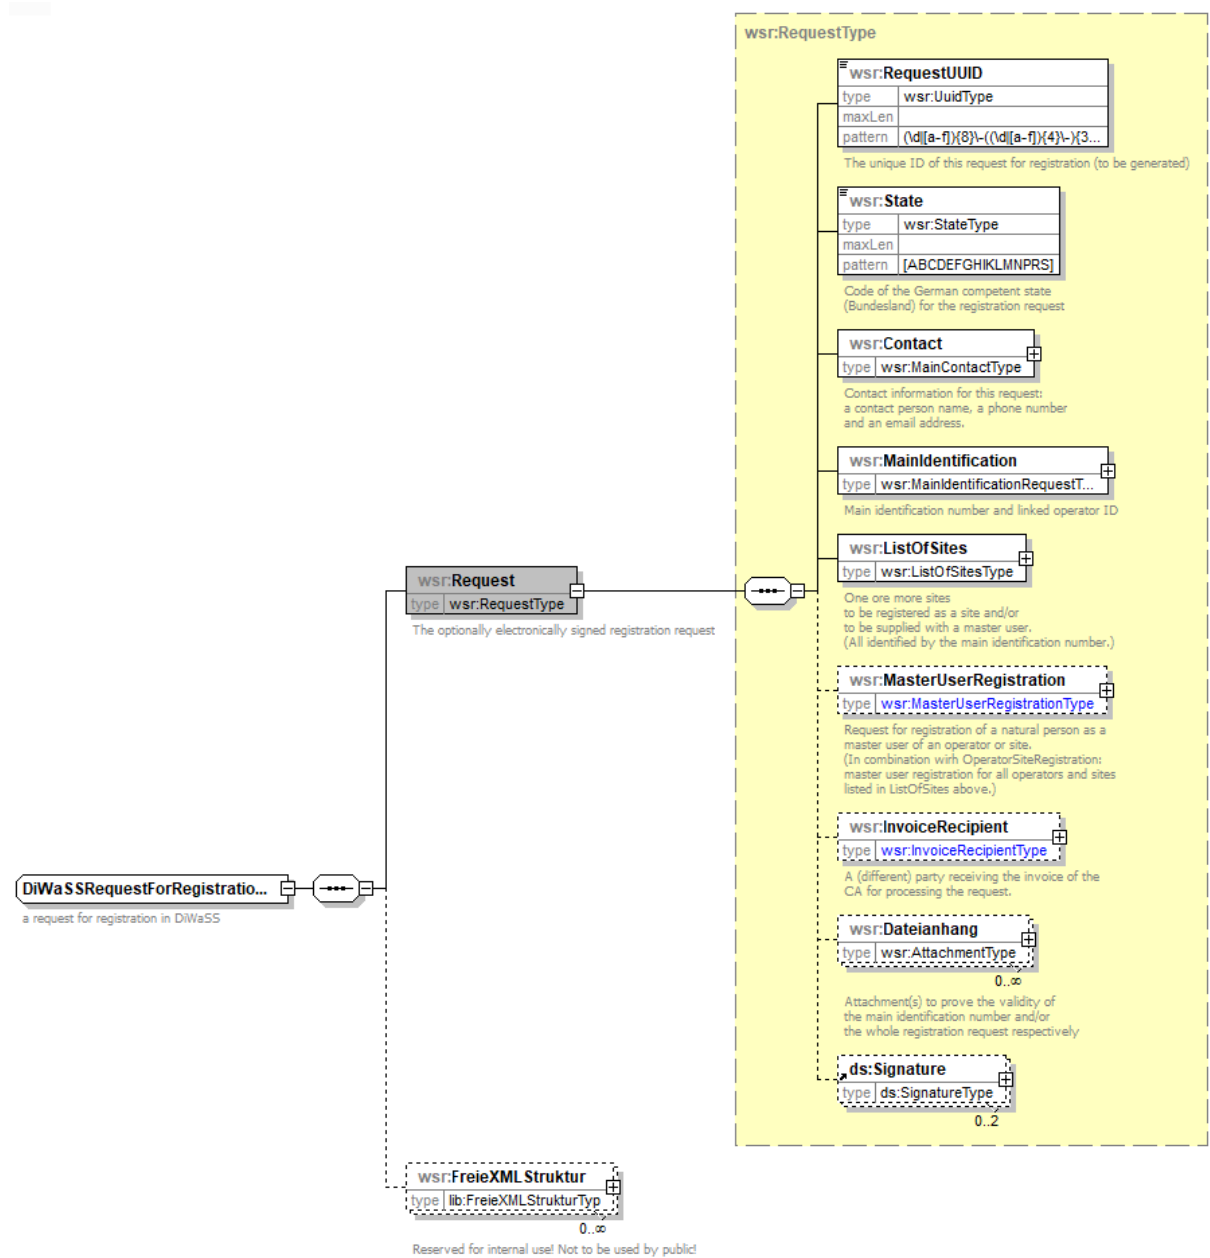 wsr:RequestType
wsr:RequestUUID
type wsr:UuidType
maxLen
pattern (\d|[a-f]){8}\-((\d|[a-f]){4}\-){3...
The unique ID of this request for registration (to be generated)
wsr:State
type wsr:StateType
maxLen
pattern [ABCDEFGHIKLMNPRS]
Code of the German competent state
(Bundesland) for the registration request
wsr:Contact
type wsr:MainContactType
Contact information for this request:
a contact person name, a phone number
and an email address.
wsr:MainIdentification
type wsr:MainIdentificationRequestT...
Main identification number and linked operator ID
wsr:ListOfSites
type wsr:ListOfSitesType
One ore more sites
to be registered as a site and/or
to be supplied with a master user.
(All identified by the main identification number.)
wsr:Request
type wsr:RequestType
The optionally electronically signed registration request
wsr:MasterUserRegistration
type wsr:MasterUserRegistrationType
Request for registration of a natural person as a
master user of an operator or site.
(In combination wirh OperatorSiteRegistration:
master user registration for all operators and sites
listed in ListOfSites above.)
wsr:InvoiceRecipient
type wsr:InvoiceRecipientType
A (different) party receiving the invoice of the
CA for processing the request.
DiWaSSRequestForRegistratio...
a request for registration in DiWaSS
wsr:Dateianhang
type wsr:AttachmentType
0..∞
Attachment(s) to prove the validity of
the main identification number and/or
the whole registration request respectively
ds:Signature
type ds:SignatureType
0..2
wsr:FreieXMLStruktur
type lib:FreieXMLStrukturTyp
0..∞
Reserved for internal use! Not to be used by public!